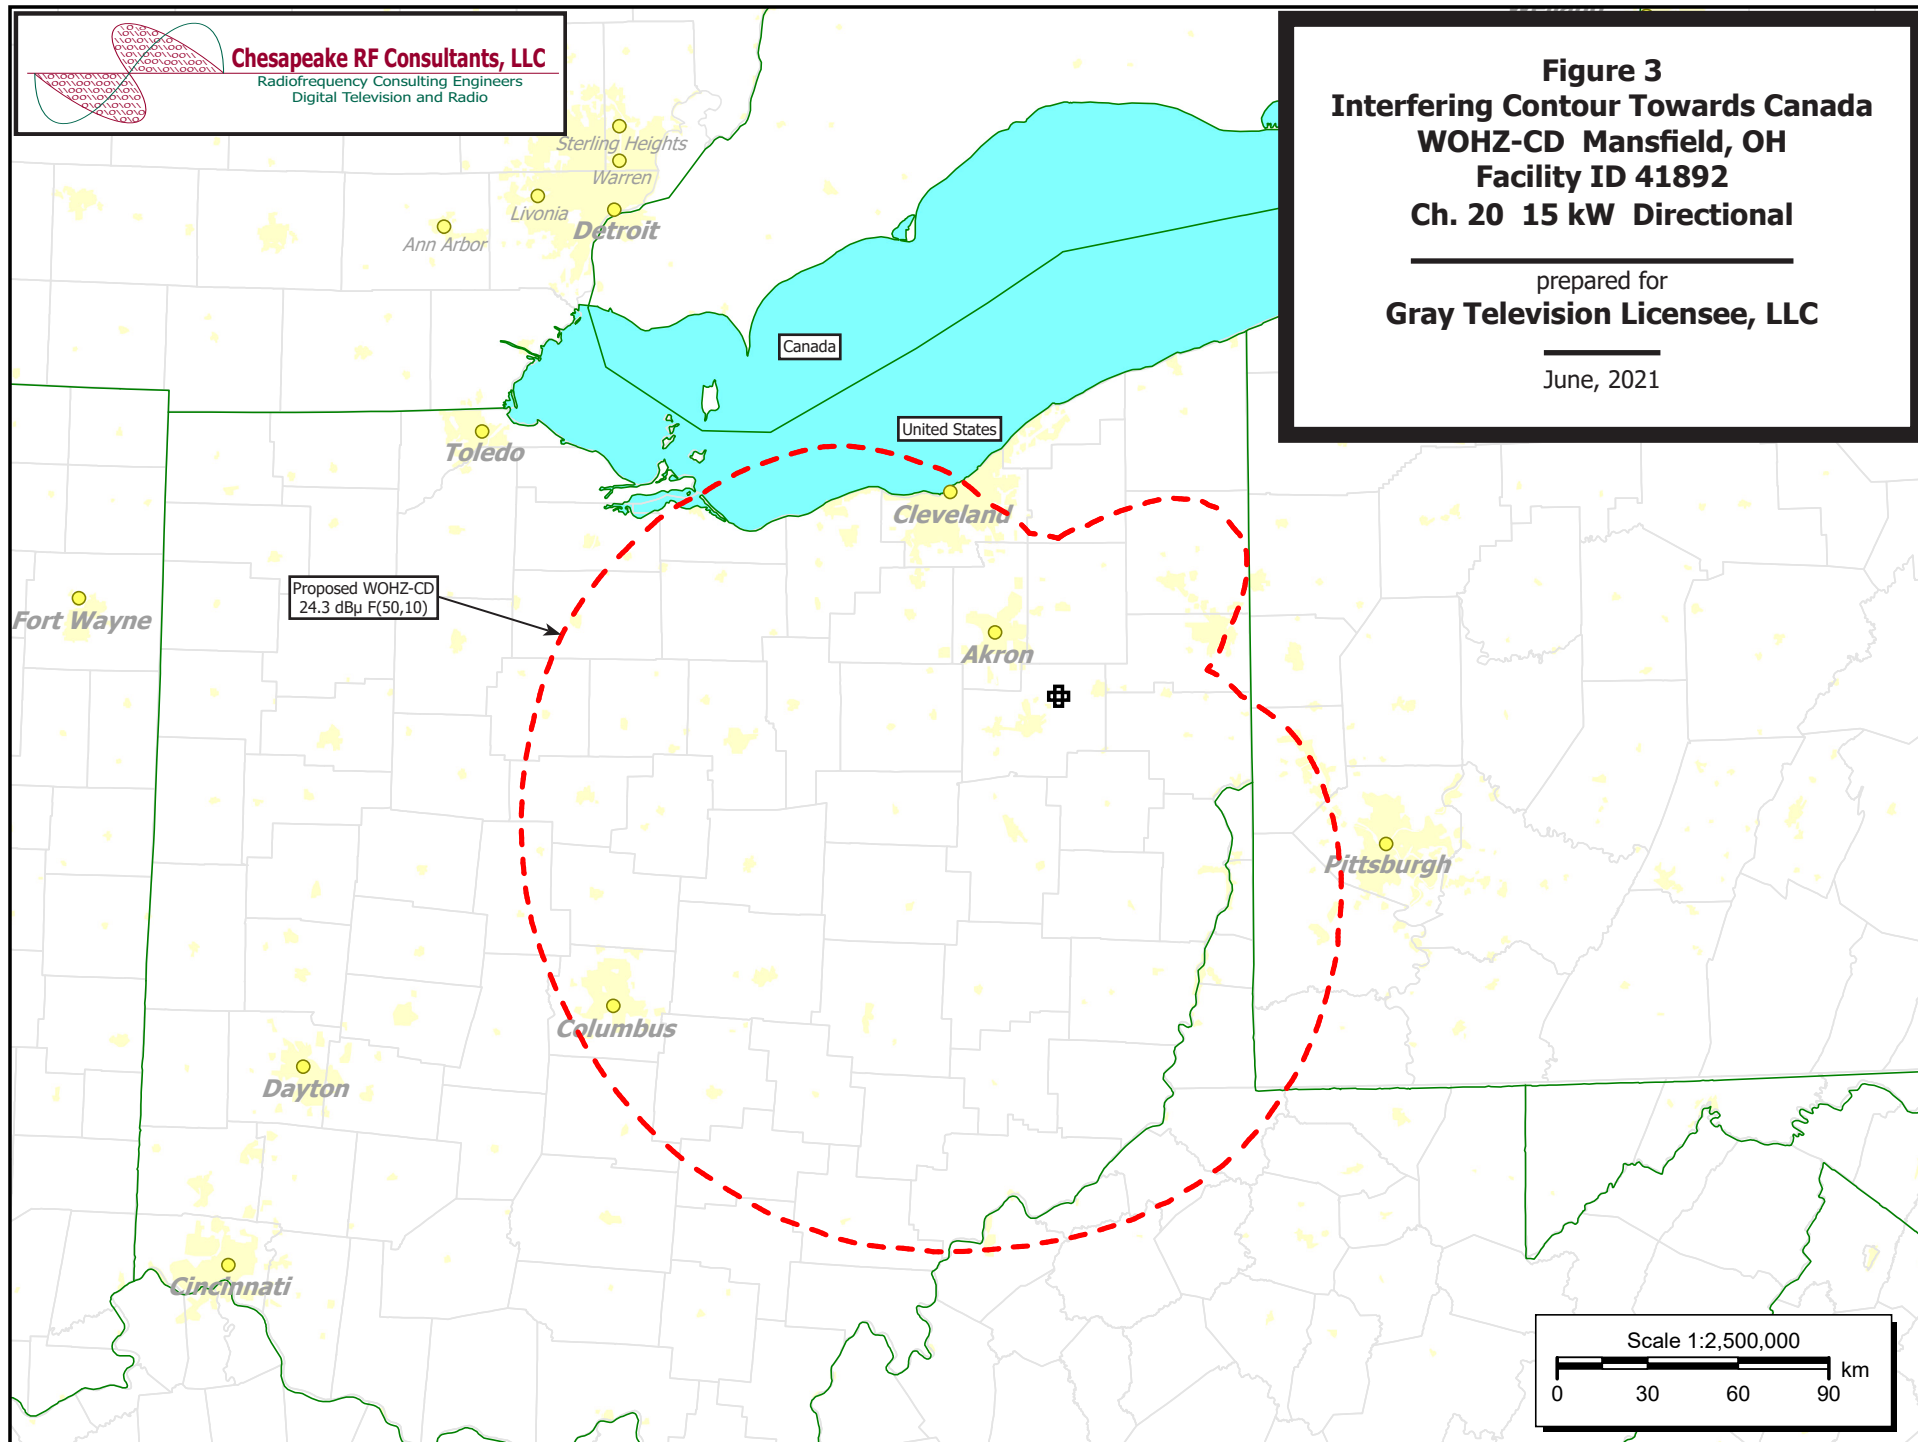 Chesapeake RF Consultants, LLC
Radiofrequency Consulting Engineers
Digital Television and Radio
Figure 3
Interfering Contour Towards Canada
WOHZ-CD Mansfield, OH
Facility ID 41892
Ch. 20 15 kW Directional
prepared for
Gray Television Licensee, LLC
June, 2021
Sterling Heights
Warren
Livonia
Detroit
Ann Arbor
Canada
United States
Toledo
Cleveland
Proposed WOHZ-CD
24.3 dBµ F(50,10)
Fort Wayne
Akron
Pittsburgh
Columbus
Dayton
Cincinnati
Scale 1:2,500,000
km
0 30 60 90